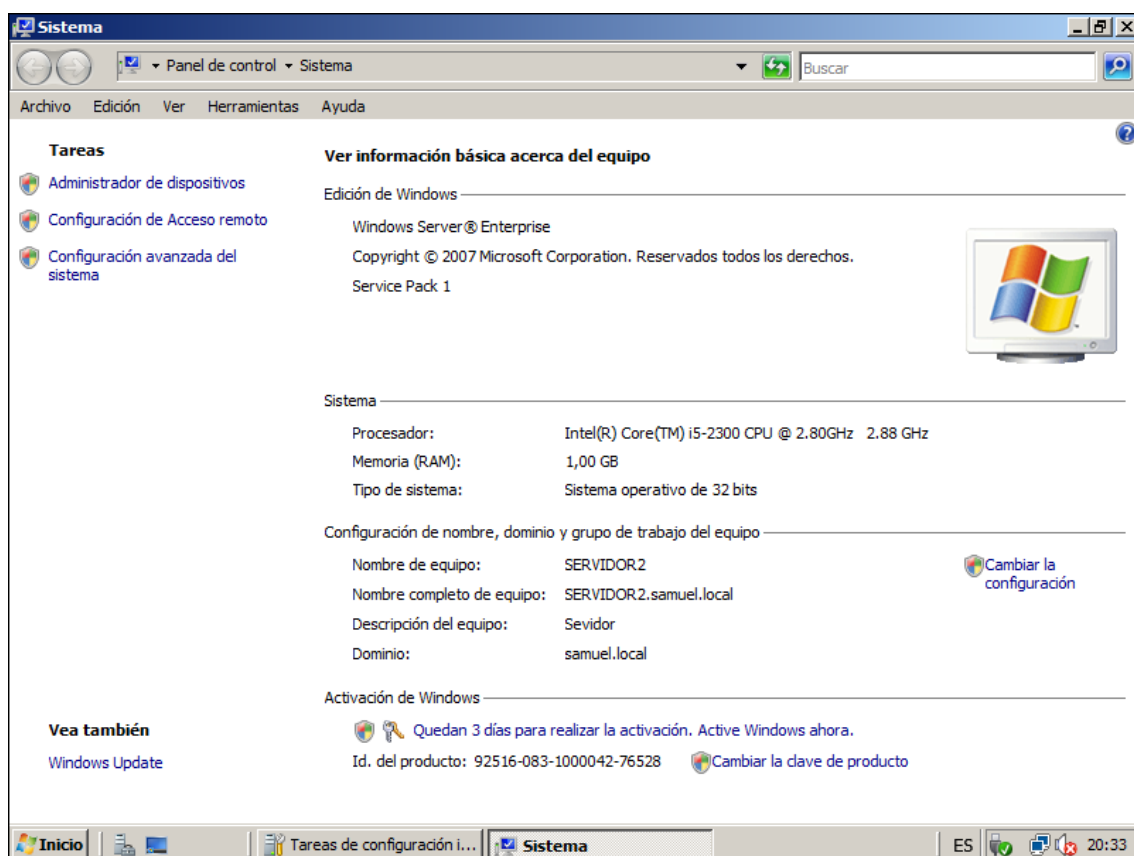 Sistema
Panel de control Sistema
Buscar
Archivo Edición Ver Herramientas Ayuda
Tareas
Administrador de dispositivos
Configuración de Acceso remoto
Configuración avanzada del
sistema
Vea también
Windows Update
Ver información básica acerca del equipo
Edición de Windows
Windows Server® Enterprise
Copyright © 2007 Microsoft Corporation. Reservados todos los derechos.
Service Pack 1
Sistema
Procesador: Intel(R) Core(TM) i5-2300 CPU @ 2.80GHz 2.88 GHz
Memoria (RAM): 1,00 GB
Tipo de sistema: Sistema operativo de 32 bits
Configuración de nombre, dominio y grupo de trabajo del equipo
Nombre de equipo: SERVIDOR2
Cambiar la
configuración
Nombre completo de equipo: SERVIDOR2.samuel.local
Descripción del equipo: Sevidor
Dominio: samuel.local
Activación de Windows
Quedan 3 días para realizar la activación. Active Windows ahora.
Id. del producto: 92516-083-1000042-76528 Cambiar la clave de producto
Inicio Tareas de configuración i... Sistema ES 20:33